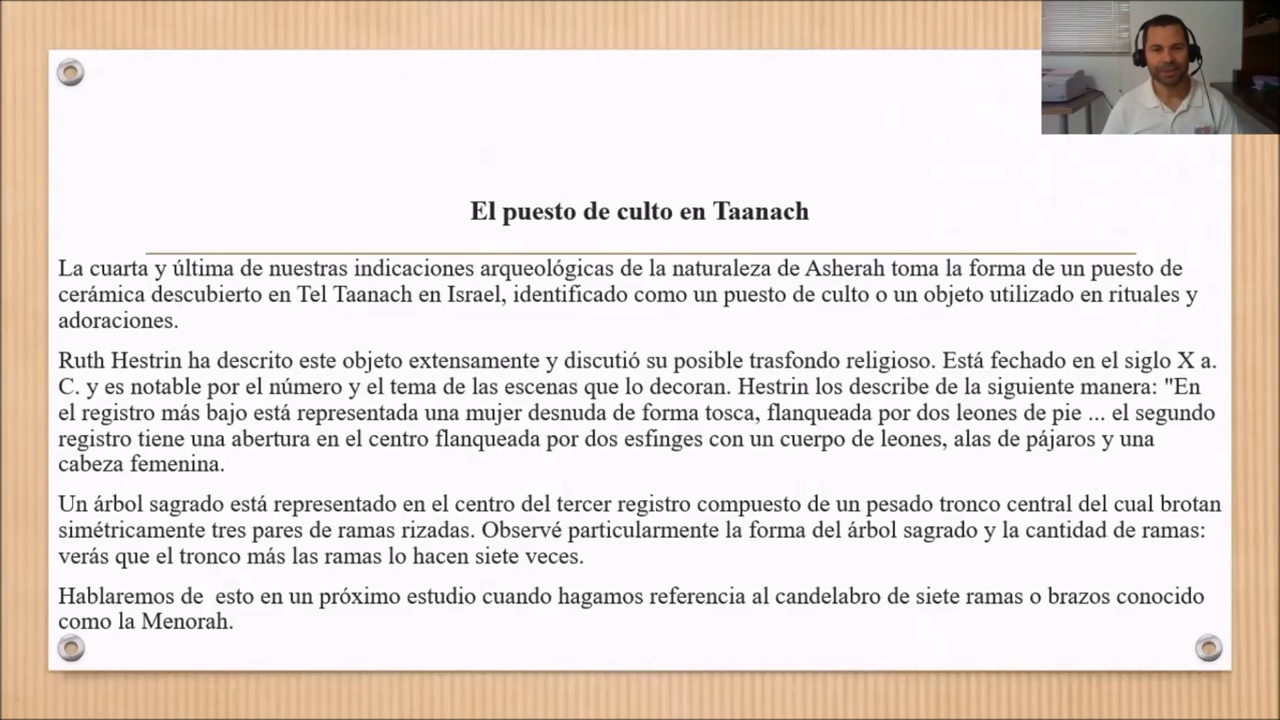 El puesto de culto en Taanach
La cuarta y última de nuestras indicaciones arqueológicas de la naturaleza de Asherah toma la forma de un puesto de
cerámica descubierto en Tel Taanach en Israel, identificado como un puesto de culto o un objeto utilizado en rituales y
adoraciones.
Ruth Hestrin ha descrito este objeto extensamente y discutió su posible trasfondo religioso. Está fechado en el siglo X a.
C. y es notable por el número y el tema de las escenas que lo decoran. Hestrin los describe de la siguiente manera: "En
el registro más bajo está representada una mujer desnuda de forma tosca, flanqueada por dos leones de pie ... el segundo
registro tiene una abertura en el centro flanqueada por dos esfinges con un cuerpo de leones, alas de pájaros y una
cabeza femenina.
Un árbol sagrado está representado en el centro del tercer registro compuesto de un pesado tronco central del cual brotan
simétricamente tres pares de ramas rizadas. Observé particularmente la forma del árbol sagrado y la cantidad de ramas:
verás que el tronco más las ramas lo hacen siete veces.
Hablaremos de  esto en un próximo estudio cuando hagamos referencia al candelabro de siete ramas o brazos conocido
como la Menorah.